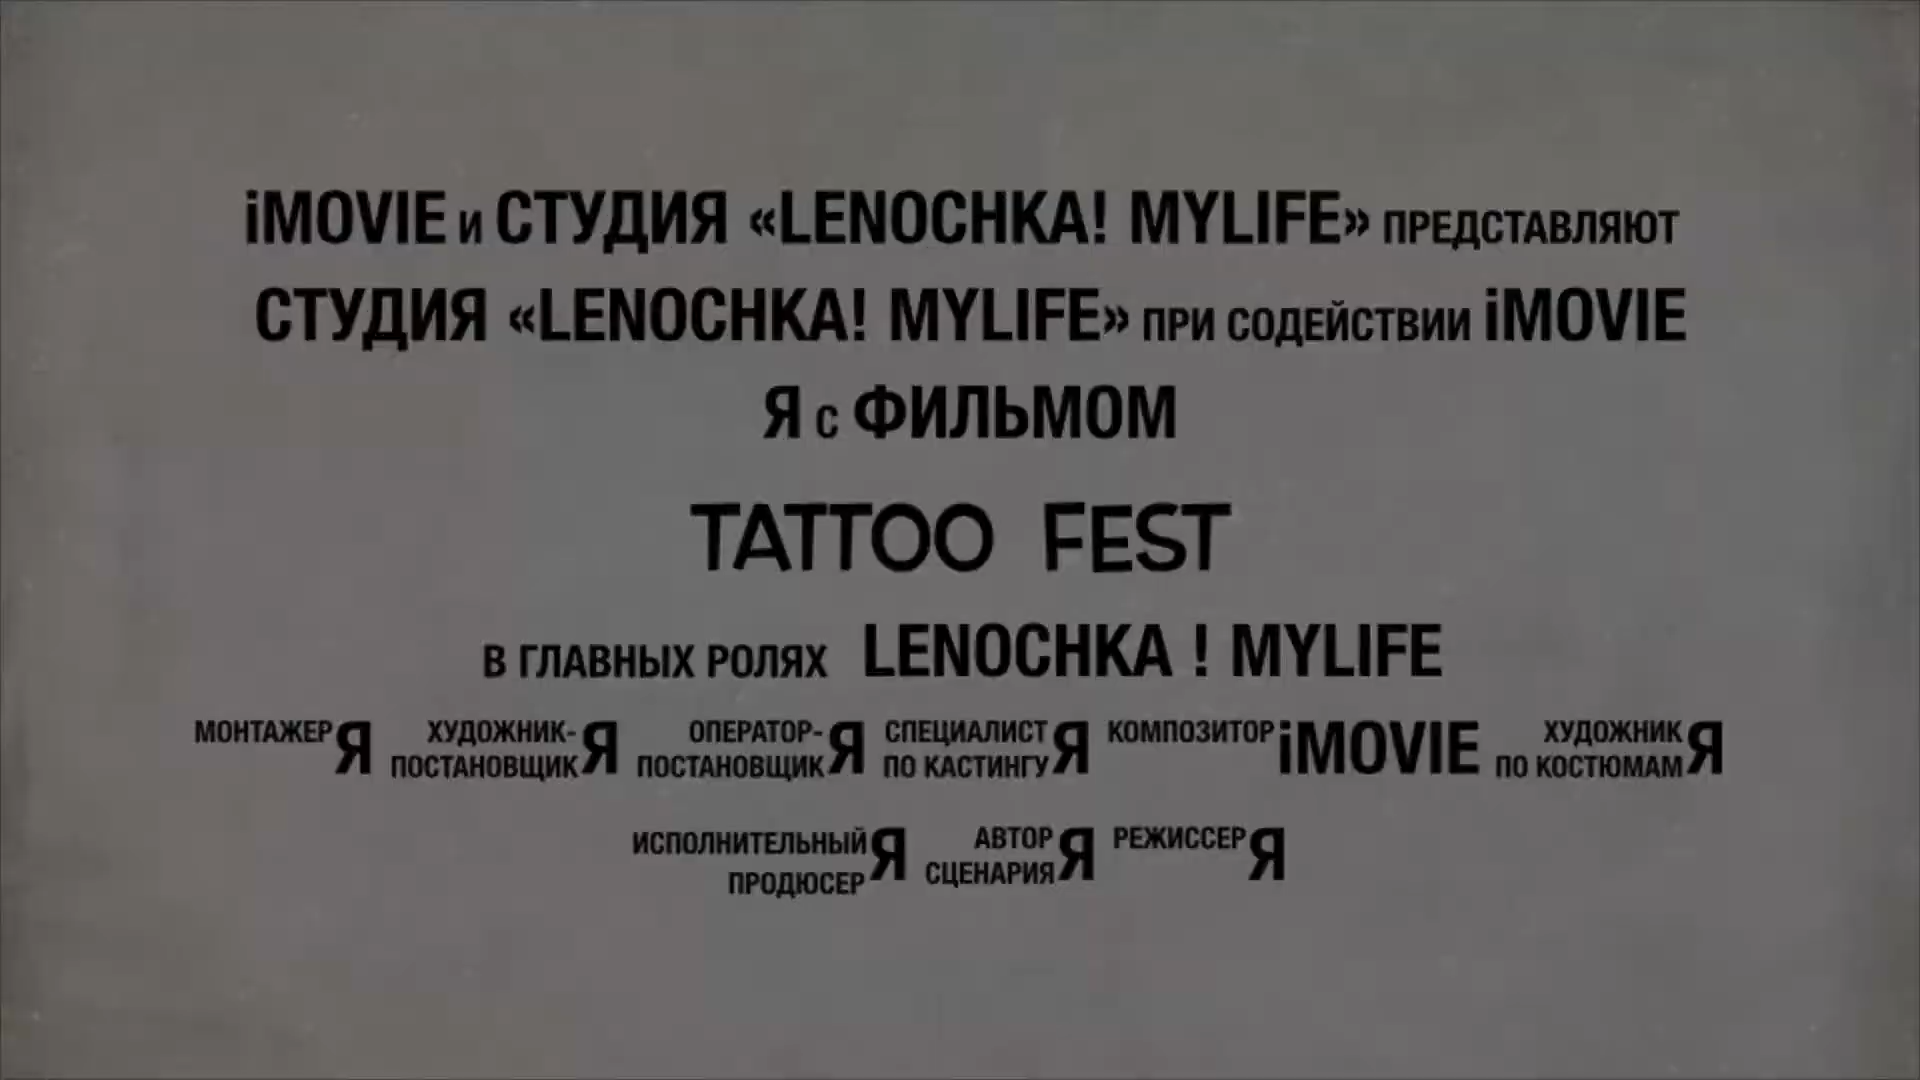 iMOVIE и СТУДИЯ «LENOCHKA! MYLIFE» ПРЕДСТАВЛЯЮТ
СТУДИЯ «LENOCHKA! MYLIFE» ПРИ СОДЕЙСТВИИ iMOVIE
Я С ФИЛЬМОМ
TATTOO FEST
В ГЛАВНЫХ РОЛЯХ LENOCHKA ! MYLIFE
МОНТАЖЕР Я ХУДОЖНИК-ПОСТАНОВЩИК Я ОПЕРАТОР-ПОСТАНОВЩИК Я СПЕЦИАЛИСТ ПО КАСТИНГУ Я КОМПОЗИТОР iMOVIE ХУДОЖНИК ПО КОСТЮМАМ Я
ИСПОЛНИТЕЛЬНЫЙ ПРОДЮСЕР Я АВТОР СЦЕНАРИЯ Я РЕЖИССЕР Я